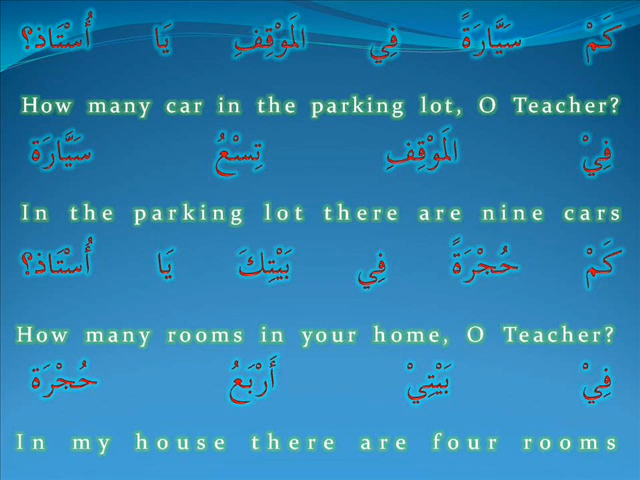 كَمْ سَيَّارَةً فِي المَوْقِفِ يَا أُسْتَاذ؟
How many car in the parking lot, O Teacher?
فِيْ المَوْقِفِ تِسْعُ سَيَّارَة
In the parking lot there are nine cars
كَمْ حُجْرَةً فِي بَيْتِكَ يَا أُسْتَاذ؟
How many rooms in your home, O Teacher?
فِيْ بَيْتِيْ أَرْبَعُ حُجْرَة
In my house there are four rooms